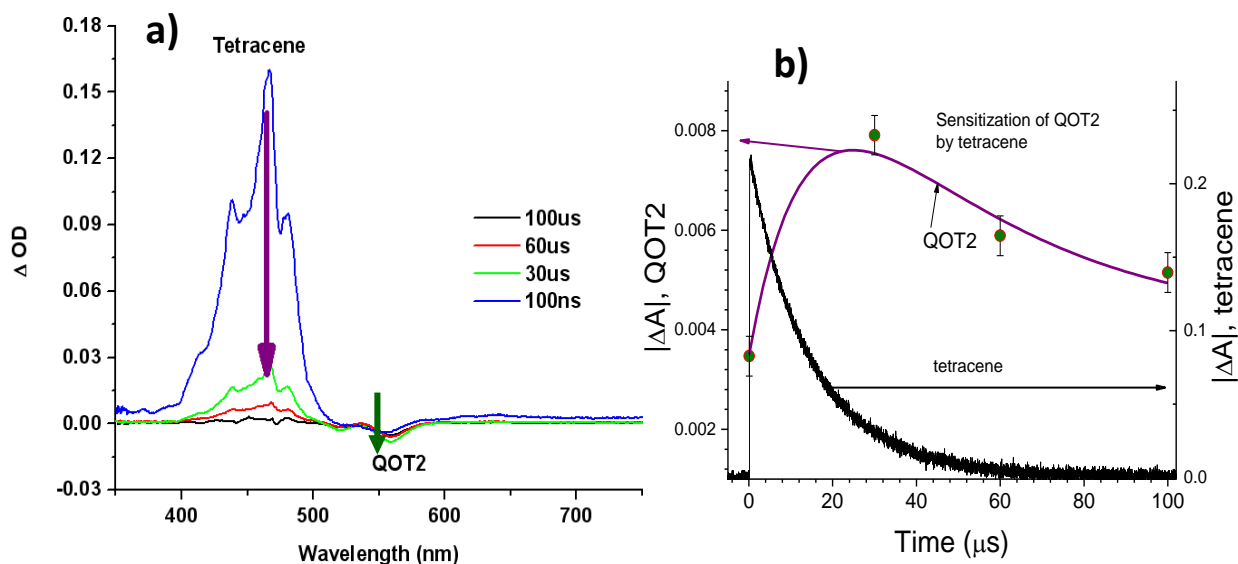 a)
Tetracene
0.18
0.15
0.12
0.09
0.06
0.03
0.00
-0.03
Δ OD
100us
60us
30us
100ns
QOT2
400
500
600
700
Wavelength (nm)
b)
Sensitization of QOT2
by tetracene
0.008
0.006
0.004
0.002
|ΔA|, QOT2
QOT2
tetracene
0.2
0.1
0.0
|ΔA|, tetracene
0
20
40
60
80
100
Time (μs)